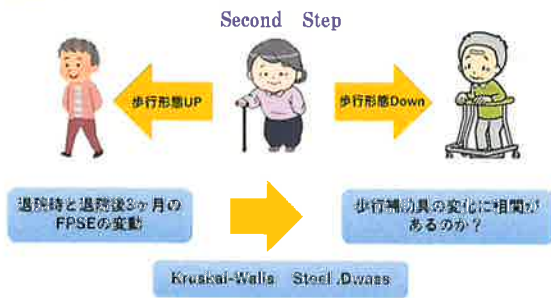 Second Step
歩行形態UP
歩行形態Down
退院時と退院後3ヶ月の
FPSEの変動
歩行補助具の変化に相関が
あるのか?
Kruskal-Walis Steel.Dwass